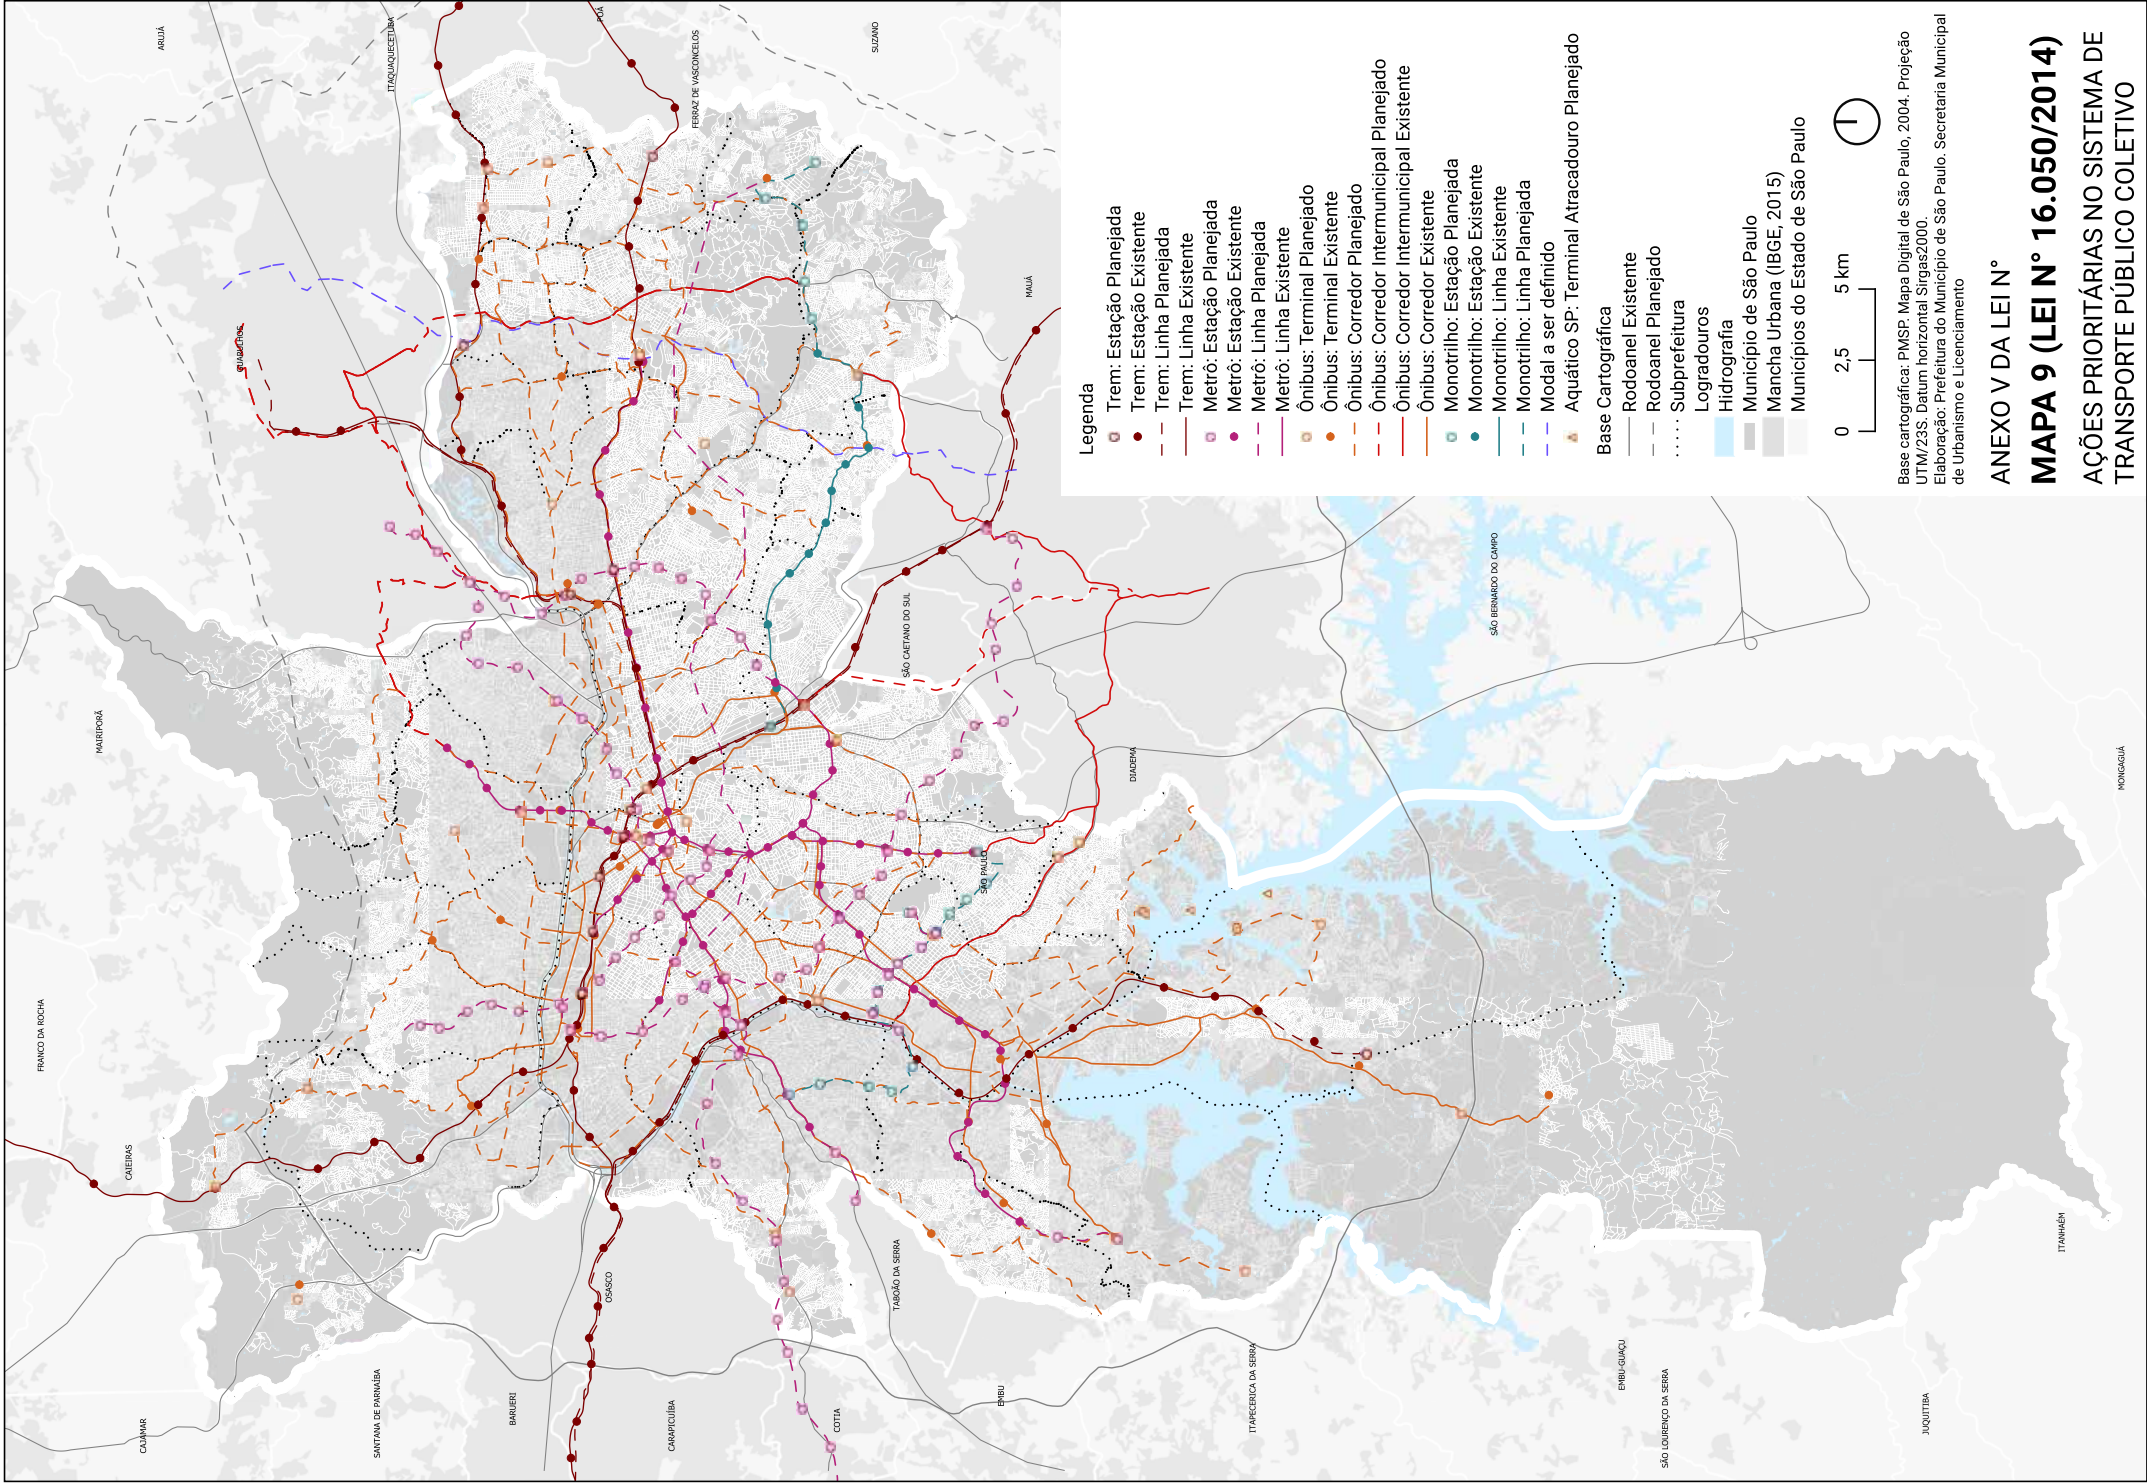 ARUJÁ
ITAQUAQUECETUBA
POÁ
FERRAZ DE VASCONCELOS
SUZANO
GUARULHOS
MAUÁ
MAIRIPORÃ
SÃO CAETANO DO SUL
SÃO BERNARDO DO CAMPO
DIADEMA
SÃO PAULO
MONGAGUÁ
FRANCO DA ROCHA
CAIEIRAS
OSASCO
TABOÃO DA SERRA
ITANHAÉM
CAJAMAR
SANTANA DE PARNAÍBA
BARUERI
CARAPICUÍBA
COTIA
EMBU
ITAPECERICA DA SERRA
EMBU-GUAÇU
SÃO LOURENÇO DA SERRA
JUQUITIBA
Legenda
Trem: Estação Planejada
Trem: Estação Existente
Trem: Linha Planejada
Trem: Linha Existente
Metrô: Estação Planejada
Metrô: Estação Existente
Metrô: Linha Planejada
Metrô: Linha Existente
Ônibus: Terminal Planejado
Ônibus: Terminal Existente
Ônibus: Corredor Planejado
Ônibus: Corredor Intermunicipal Planejado
Ônibus: Corredor Intermunicipal Existente
Ônibus: Corredor Existente
Monotrilho: Estação Planejada
Monotrilho: Estação Existente
Monotrilho: Linha Existente
Monotrilho: Linha Planejada
Modal a ser definido
Aquático SP: Terminal Atracadouro Planejado
Base Cartográfica
Rodoanel Existente
Rodoanel Planejado
Subprefeitura
Logradouros
Hidrografia
Município de São Paulo
Mancha Urbana (IBGE, 2015)
Municípios do Estado de São Paulo
0 2,5 5 km
Base cartográfica: PMSP. Mapa Digital de São Paulo, 2004. Projeção
UTM/23S. Datum horizontal Sirgas2000.
Elaboração: Prefeitura do Município de São Paulo. Secretaria Municipal
de Urbanismo e Licenciamento
ANEXO V DA LEI N°
MAPA 9 (LEI N° 16.050/2014)
AÇÕES PRIORITÁRIAS NO SISTEMA DE
TRANSPORTE PÚBLICO COLETIVO